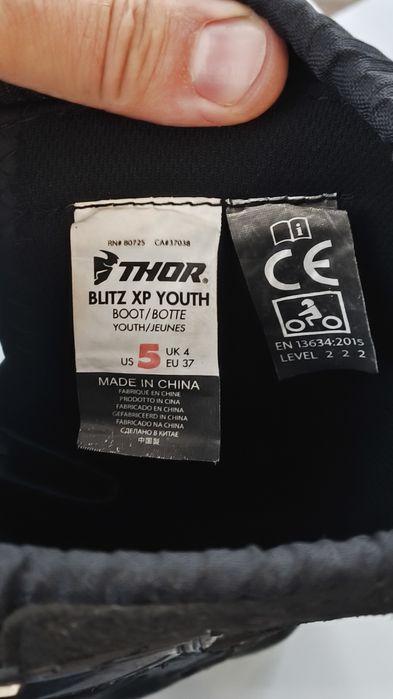 RN# 80725 CA#37038
THOR®
BLITZ XP YOUTH
BOOT/BOTTE
YOUTH/JEUNES
US 5 UK 4
EU 37
MADE IN CHINA
FABRIQUÉ EN CHINE
PRODOTTO IN CINA
FABRICADO EN CHINA
GEFABRICEERD IN CHINA
FABRICADO NA CHINA
СДЕЛАНО В КИТАЕ
中国製
i
CE
EN 13634:2015
LEVEL 2 2 2